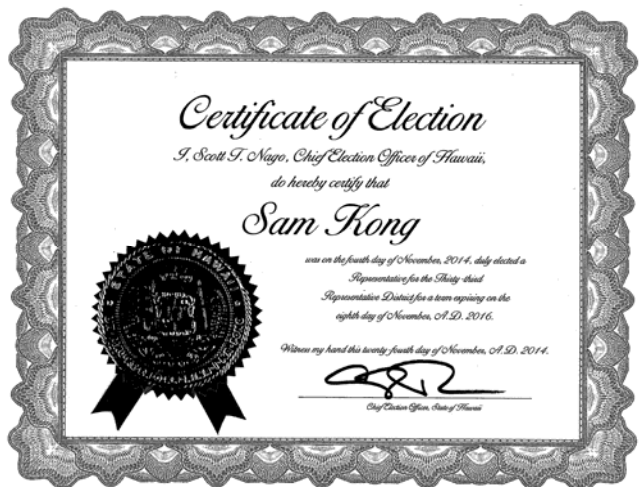 Certificate of Election
I, Scott T. Nago, Chief Election Officer of Hawaii,
do hereby certify that
Sam Kong
was on the fourth day of November, 2014, duly elected a
Representative for the Thirty-third
Representative District for a term expiring on the
eighth day of November, A.D. 2016.
Witness my hand this twenty-fourth day of November, A.D. 2014.
Chief Election Officer, State of Hawaii
STATE OF HAWAII